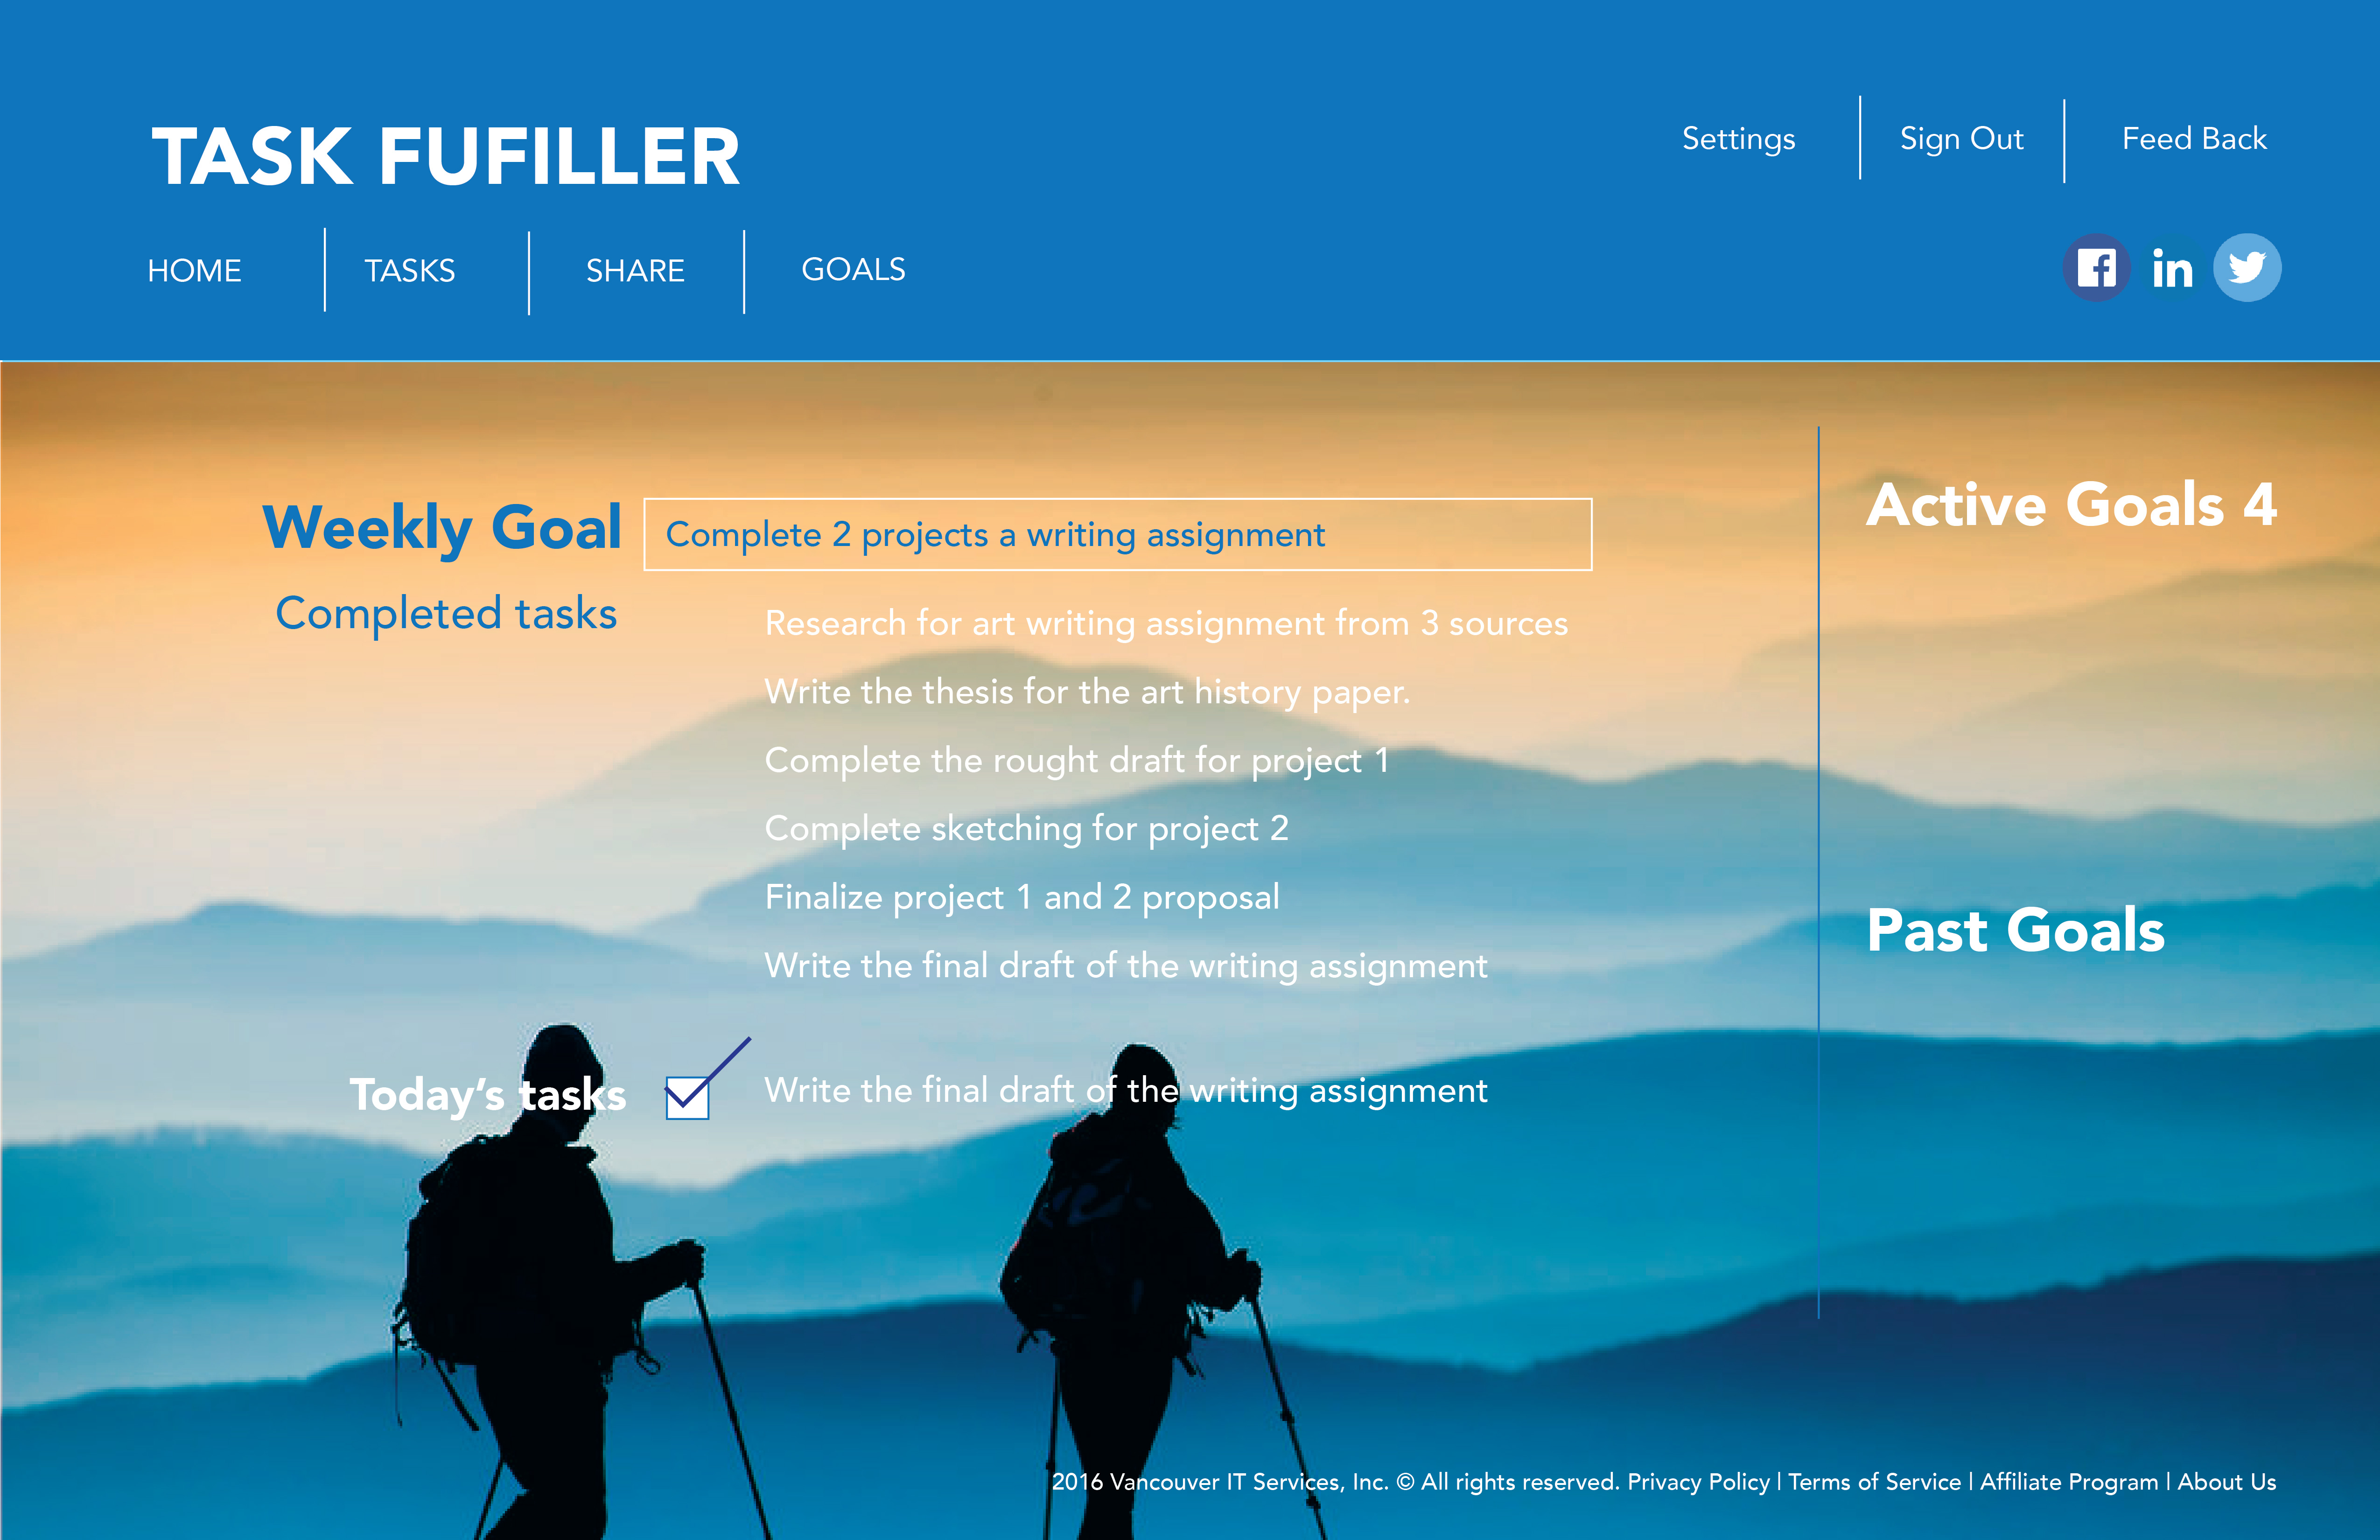 TASK FUFILLER
Settings
Sign Out
Feed Back
HOME
TASKS
SHARE
GOALS
Weekly Goal
Complete 2 projects a writing assignment
Completed tasks
Research for art writing assignment from 3 sources
Write the thesis for the art history paper.
Complete the rought draft for project 1
Complete sketching for project 2
Finalize project 1 and 2 proposal
Write the final draft of the writing assignment
Today’s tasks
Write the final draft of the writing assignment
Active Goals 4
Past Goals
2016 Vancouver IT Services, Inc. © All rights reserved. Privacy Policy | Terms of Service | Affiliate Program | About Us